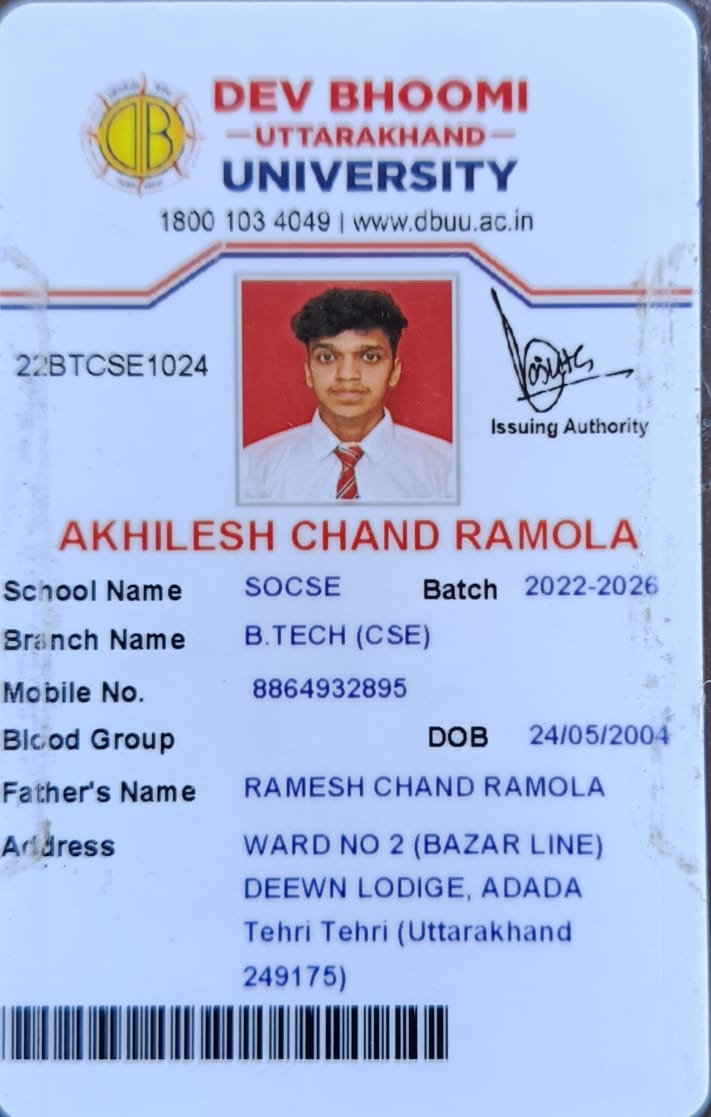 DEV BHOOMI
UTTARAKHAND
UNIVERSITY
1800 103 4049 | www.dbuu.ac.in
22BTCSE1024
Issuing Authority
AKHILESH CHAND RAMOLA
School Name SOCSE Batch 2022-2026
Branch Name B.TECH (CSE)
Mobile No. 8864932895
Blood Group DOB 24/05/2004
Father's Name RAMESH CHAND RAMOLA
Address WARD NO 2 (BAZAR LINE)
DEEWN LODIGE, ADADA
Tehri Tehri (Uttarakhand
249175)